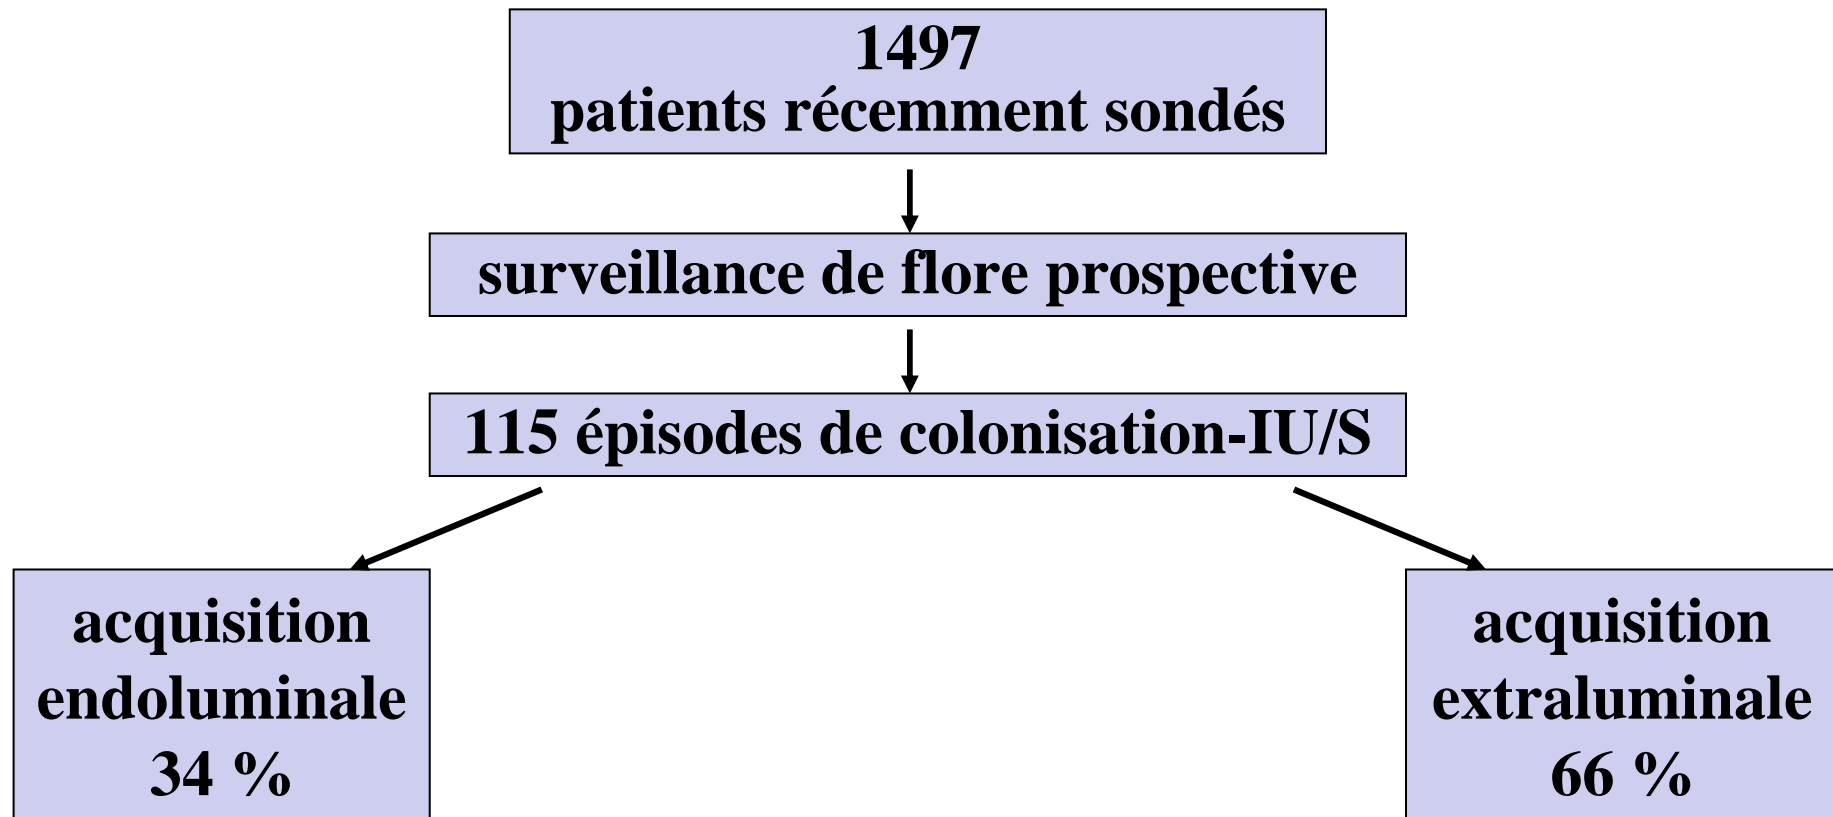 1497
patients récemment sondés
surveillance de flore prospective
115 épisodes de colonisation-IU/S
acquisition
endoluminale
34 %
acquisition
extraluminale
66 %